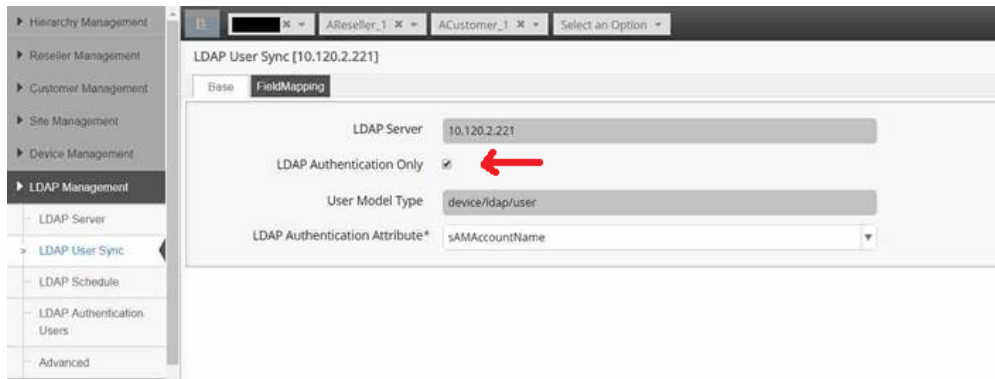 Hierarchy Management
Reseller Management
Customer Management
Site Management
Device Management
LDAP Management
LDAP Server
LDAP User Sync
LDAP Schedule
LDAP Authentication
Users
Advanced
AReseller_1
ACustomer_1
Select an Option
LDAP User Sync [10.120.2.221]
Base
FieldMapping
LDAP Server
10.120.2.221
LDAP Authentication Only
User Model Type
device/ldap/user
LDAP Authentication Attribute*
sAMAccountName